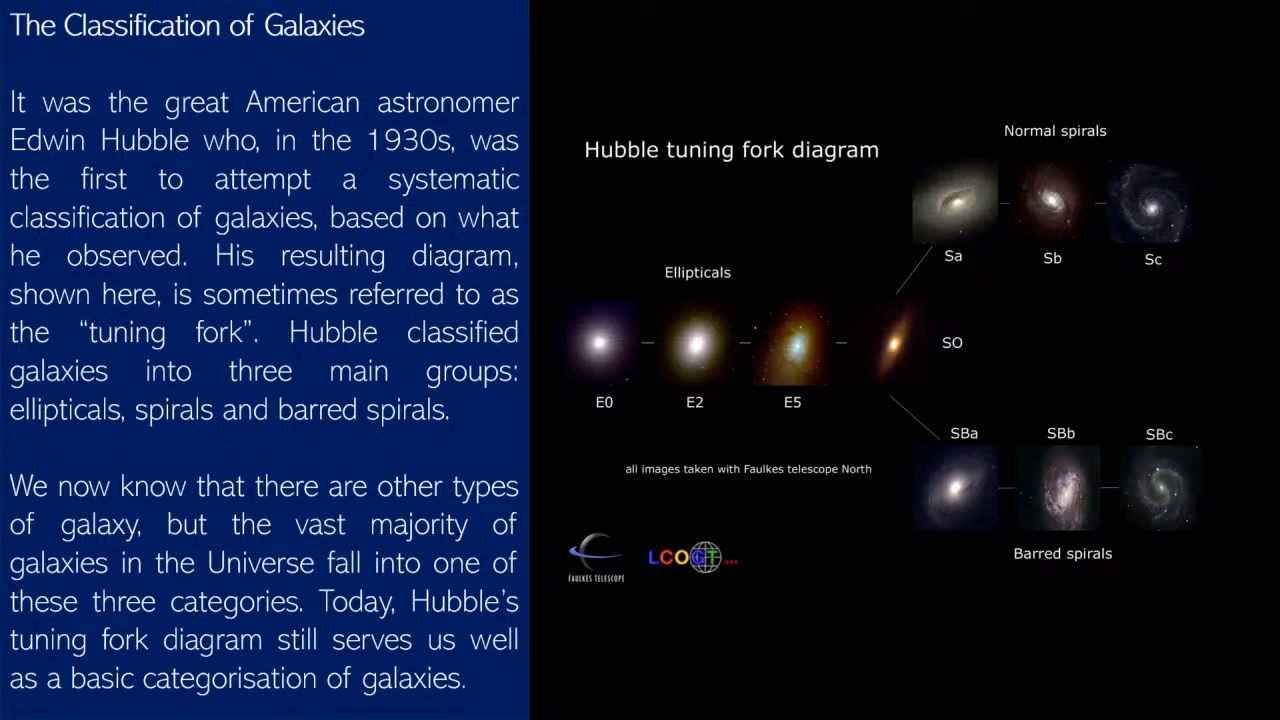 The Classification of Galaxies
It was the great American astronomer
Edwin Hubble who, in the 1930s, was
the first to attempt a systematic
classification of galaxies, based on what
he observed. His resulting diagram,
shown here, is sometimes referred to as
the “tuning fork”. Hubble classified
galaxies into three main groups:
ellipticals, spirals and barred spirals.
We now know that there are other types
of galaxy, but the vast majority of
galaxies in the Universe fall into one of
these three categories. Today, Hubble’s
tuning fork diagram still serves us well
as a basic categorisation of galaxies.
Hubble tuning fork diagram
Normal spirals
Sa
Sb
Sc
Ellipticals
SO
E0
E2
E5
SBa
SBb
SBc
Barred spirals
all images taken with Faulkes telescope North
FAULKES TELESCOPE
LCOGT